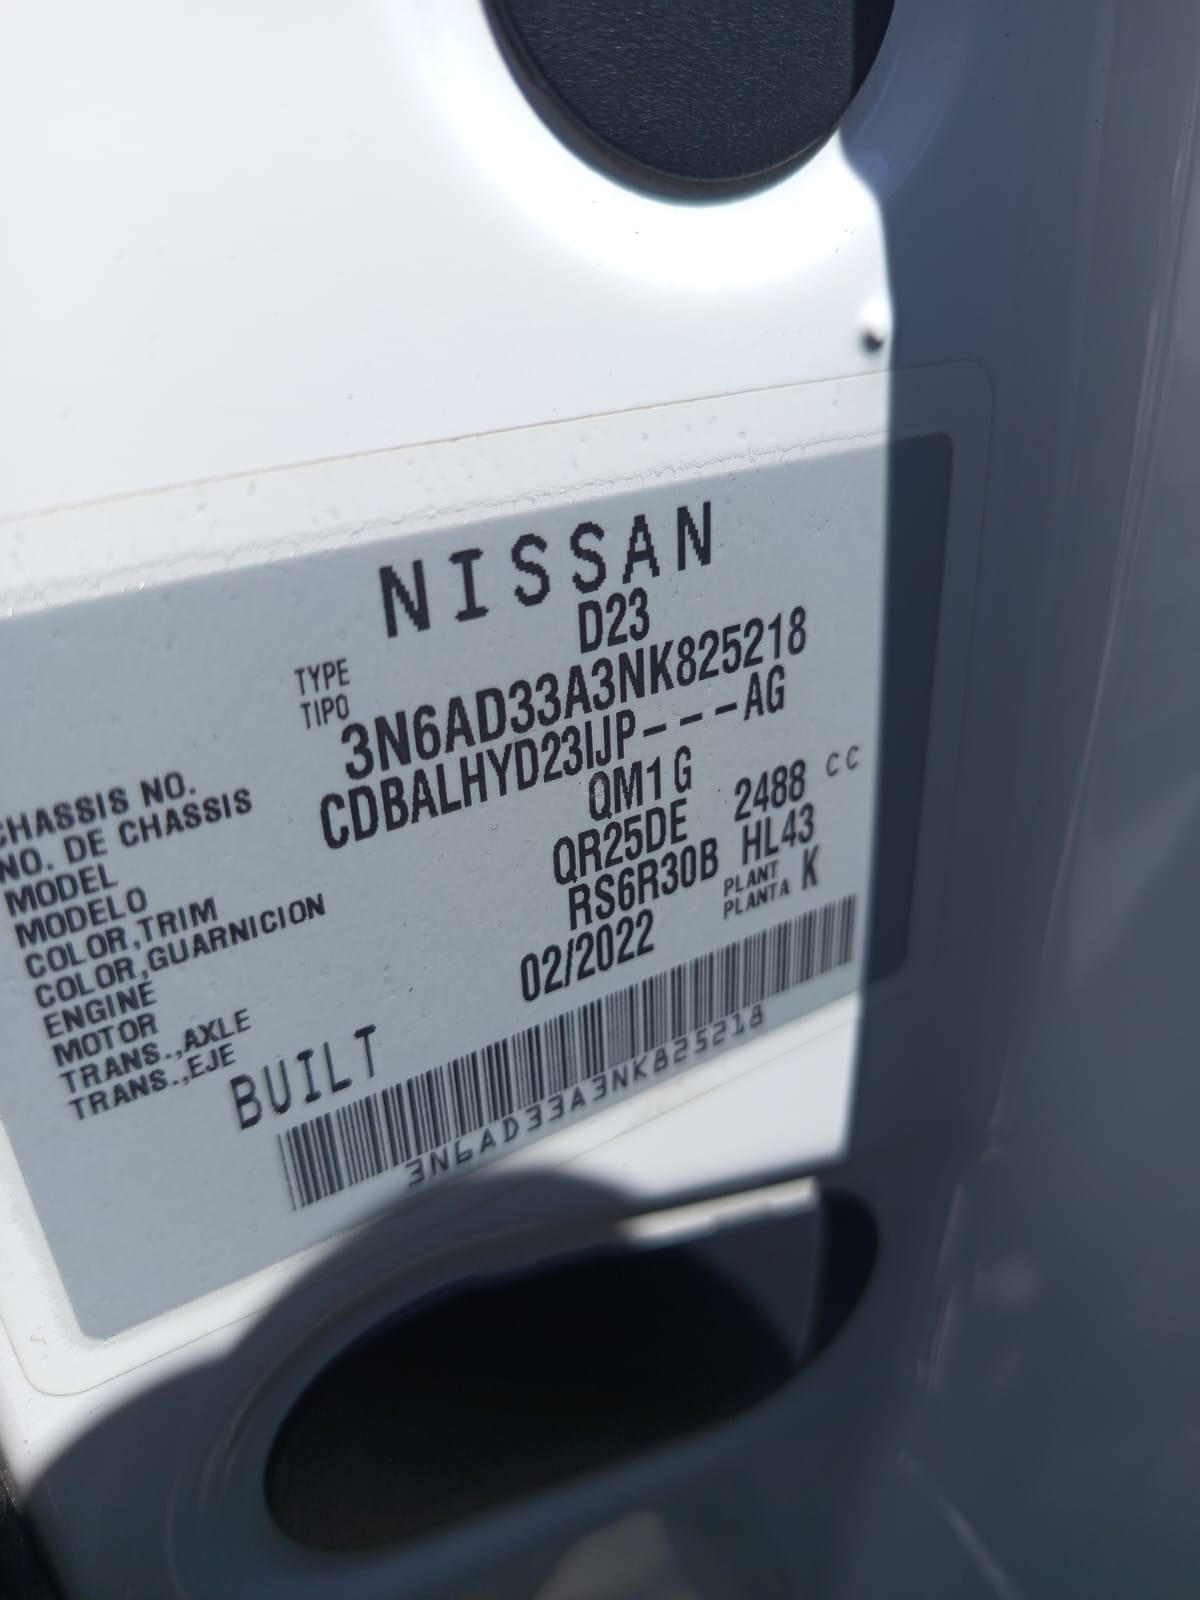 NISSAN
TYPE
TIPO
D23
CHASSIS NO.
NO. DE CHASSIS
3N6AD33A3NK825218
MODEL
MODELO
CDBALHYD23IJP---AG
COLOR,TRIM
COLOR,GUARNICION
QM1 G
ENGINE
MOTOR
QR25DE 2488 CC
TRANS.,AXLE
TRANS.,EJE
RS6R30B HL43
PLANT
PLANTA K
BUILT 02/2022
3N6AD33A3NK825218